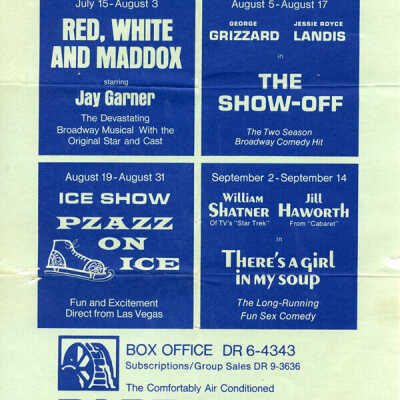 July 15-August 3
RED, WHITE
AND MADDOX
starring
Jay Garner
The Devastating
Broadway Musical With the
Original Star and Cast
August 5-August 17
GEORGE JESSIE ROYCE
GRIZZARD LANDIS
in
THE
SHOW-OFF
The Two Season
Broadway Comedy Hit
August 19-August 31
ICE SHOW
PZAZZ
ON
ICE
Fun and Excitement
Direct from Las Vegas
September 2-September 14
William Jill
SHATNER HAWORTH
Of TV's "Star Trek" From "Cabaret"
in
THERE'S A GIRL
IN MY SOUP
The Long-Running
Fun Sex Comedy
BOX OFFICE DR 6-4343
Subscriptions/Group Sales DR 9-3636
The Comfortably Air Conditioned